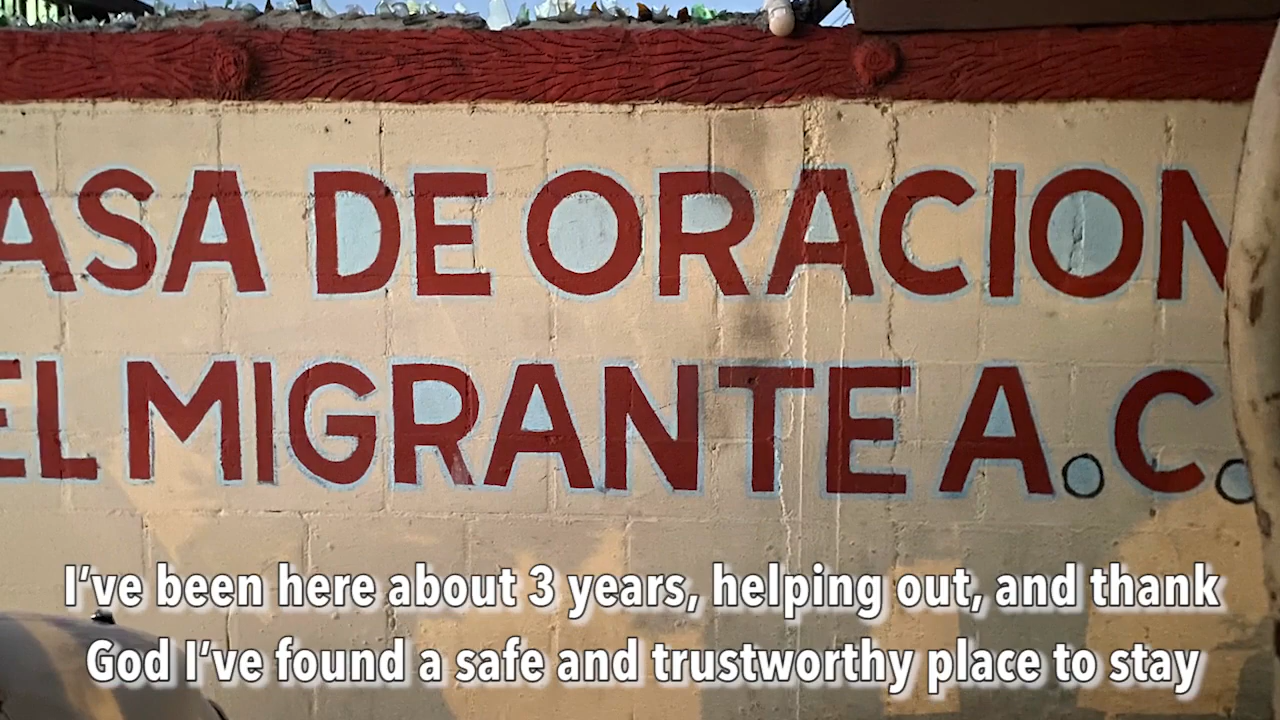 ASA DE ORACION
EL MIGRANTE A.C.
I’ve been here about 3 years, helping out, and thank
God I’ve found a safe and trustworthy place to stay